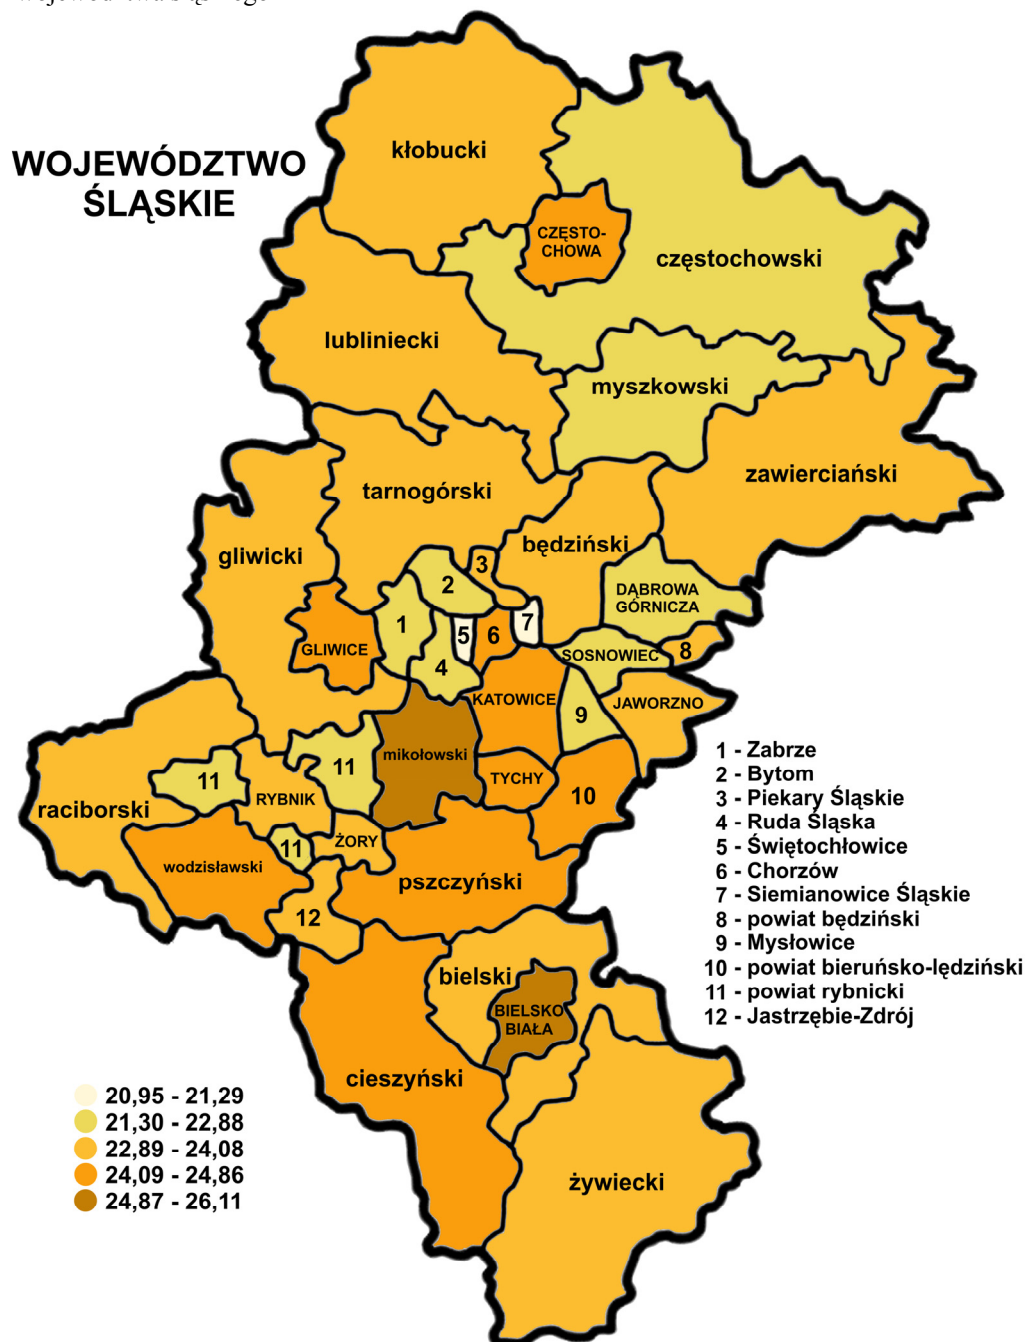 WOJEWÓDZTWO
ŚLĄSKIE
kłobucki
CZĘSTO-
CHOWA
częstochowski
lubliniecki
myszkowski
zawierciański
tarnogórski
będziński
gliwicki
3
2
DĄBROWA
GÓRNICZA
1
7
5
6
GLIWICE
SOSNOWIEC
8
4
KATOWICE
JAWORZNO
9
mikołowski
11
11
TYCHY
10
RYBNIK
raciborski
ŻORY
11
wodzisławski
pszczyński
12
bielski
BIELSKO
BIAŁA
cieszyński
żywiecki
1 - Zabrze
2 - Bytom
3 - Piekary Śląskie
4 - Ruda Śląska
5 - Świętochłowice
6 - Chorzów
7 - Siemianowice Śląskie
8 - powiat będziński
9 - Mysłowice
10 - powiat bieruńsko-lędziński
11 - powiat rybnicki
12 - Jastrzębie-Zdrój
20,95 - 21,29
21,30 - 22,88
22,89 - 24,08
24,09 - 24,86
24,87 - 26,11